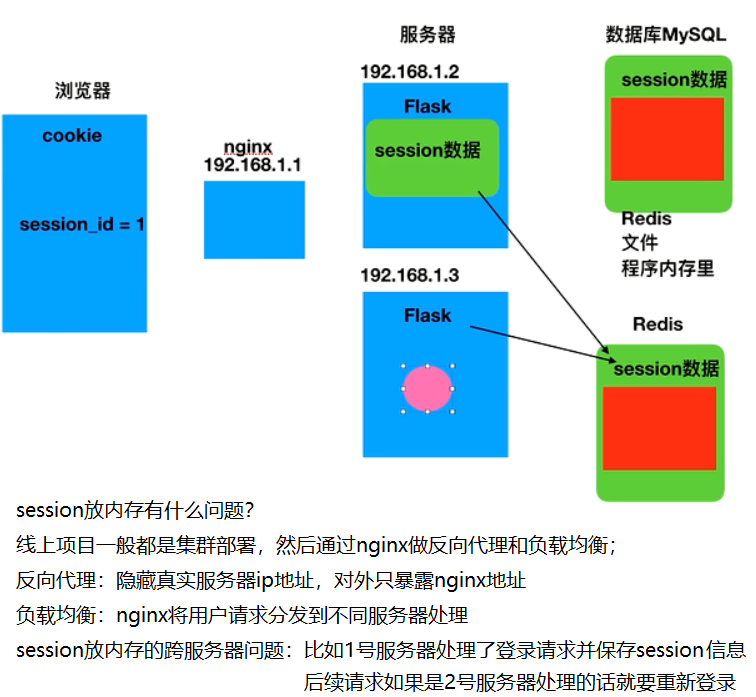 服务器
数据库MySQL
浏览器
192.168.1.2
session数据
cookie
Flask
nginx
192.168.1.1
session数据
session_id = 1
Redis
文件
程序内存里
192.168.1.3
Flask
Redis
session数据
session放内存有什么问题？
线上项目一般都是集群部署，然后通过nginx做反向代理和负载均衡；
反向代理：隐藏真实服务器ip地址，对外只暴露nginx地址
负载均衡：nginx将用户请求分发到不同服务器处理
session放内存的跨服务器问题：比如1号服务器处理了登录请求并保存session信息
后续请求如果是2号服务器处理的话就要重新登录